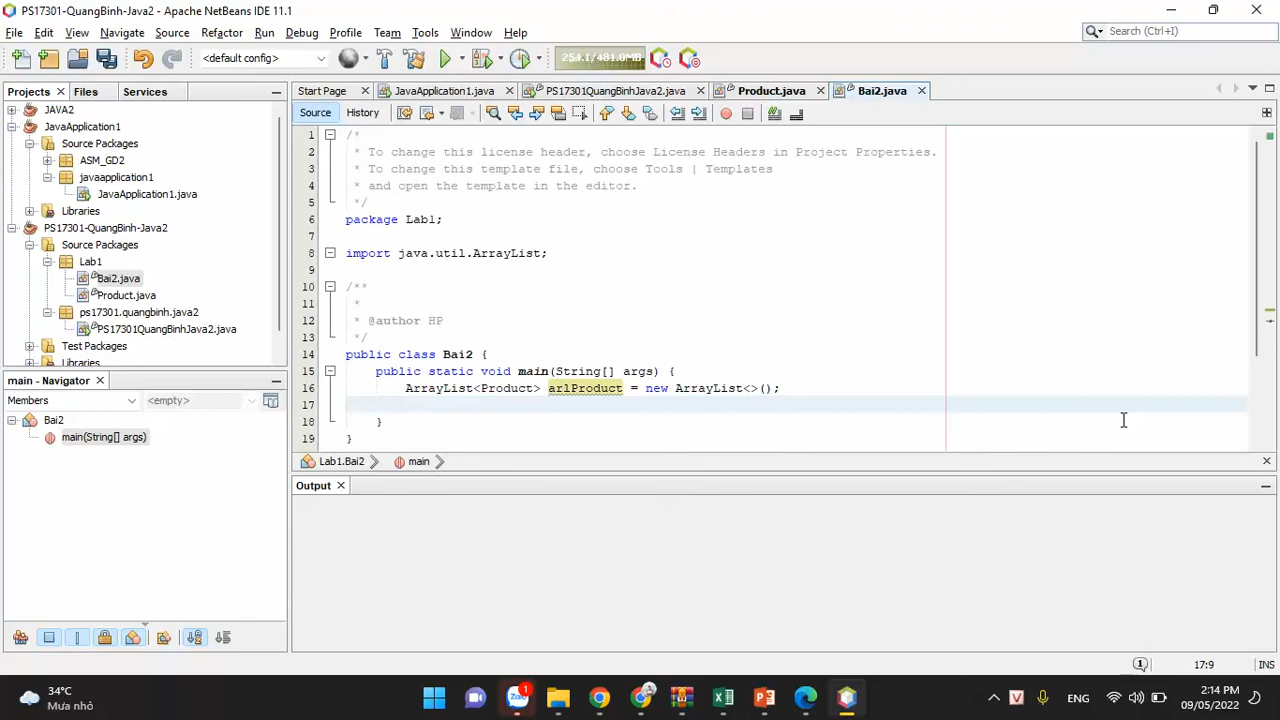 PS17301-QuangBinh-Java2 - Apache NetBeans IDE 11.1
File Edit View Navigate Source Refactor Run Debug Profile Team Tools Window Help
Search (Ctrl+I)
<default config>
254.1/481.0MB
Projects Files Services
Start Page JavaApplication1.java PS17301QuangBinhJava2.java Product.java Bai2.java
Source History
JAVA2
JavaApplication1
Source Packages
ASM_GD2
javaapplication1
JavaApplication1.java
Libraries
PS17301-QuangBinh-Java2
Source Packages
Lab1
Bai2.java
Product.java
ps17301.quangbinh.java2
PS17301QuangBinhJava2.java
Test Packages
Libraries
1 /*
2 * To change this license header, choose License Headers in Project Properties.
3 * To change this template file, choose Tools | Templates
4 * and open the template in the editor.
5 */
6 package Lab1;
7
8 import java.util.ArrayList;
9
10 /**
11 *
12 * @author HP
13 */
14 public class Bai2 {
15 public static void main(String[] args) {
16 ArrayList<Product> arlProduct = new ArrayList<>();
17
18 }
19 }
Lab1.Bai2 main
main - Navigator
Members <empty>
Bai2
main(String[] args)
Output
1 17:9 INS
34°C
Mưa nhỏ
Zalo 1
V ENG
2:14 PM
09/05/2022